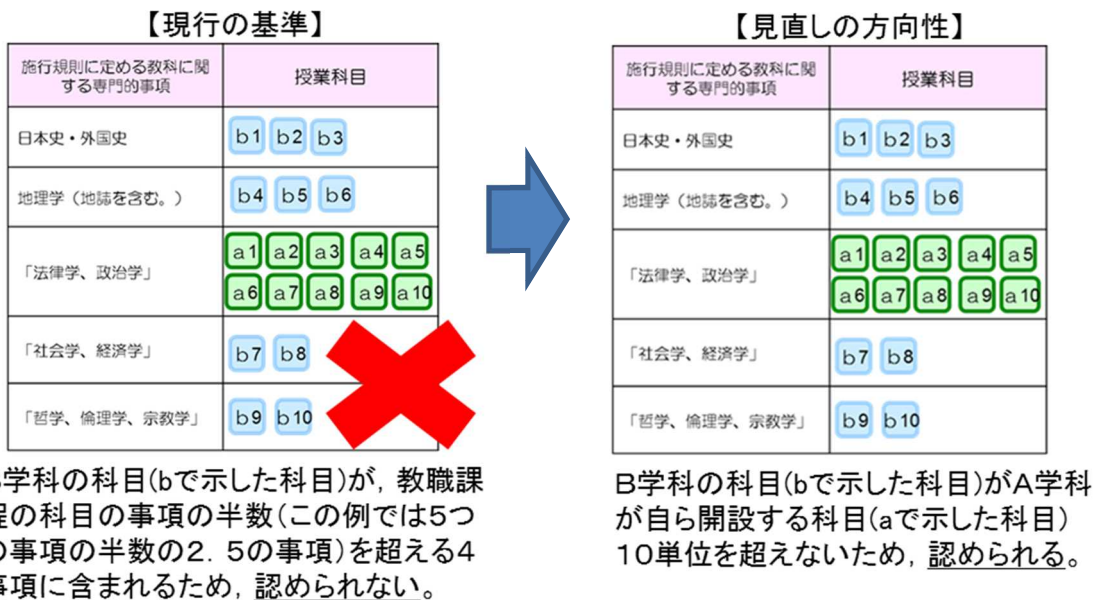 【現行の基準】
施行規則に定める教科に関
する専門的事項
授業科目
日本史・外国史
b1 b2 b3
地理学（地誌を含む。）
b4 b5 b6
「法律学、政治学」
a1 a2 a3 a4 a5
a6 a7 a8 a9 a10
「社会学、経済学」
b7 b8
「哲学、倫理学、宗教学」
b9 b10
学科の科目(bで示した科目)が，教職課
程の科目の事項の半数(この例では5つ
の事項の半数の2．5の事項)を超える4
事項に含まれるため，認められない。
【見直しの方向性】
施行規則に定める教科に関
する専門的事項
授業科目
日本史・外国史
b1 b2 b3
地理学（地誌を含む。）
b4 b5 b6
「法律学、政治学」
a1 a2 a3 a4 a5
a6 a7 a8 a9 a10
「社会学、経済学」
b7 b8
「哲学、倫理学、宗教学」
b9 b10
B学科の科目(bで示した科目)がA学科
が自ら開設する科目(aで示した科目)
10単位を超えないため，認められる。